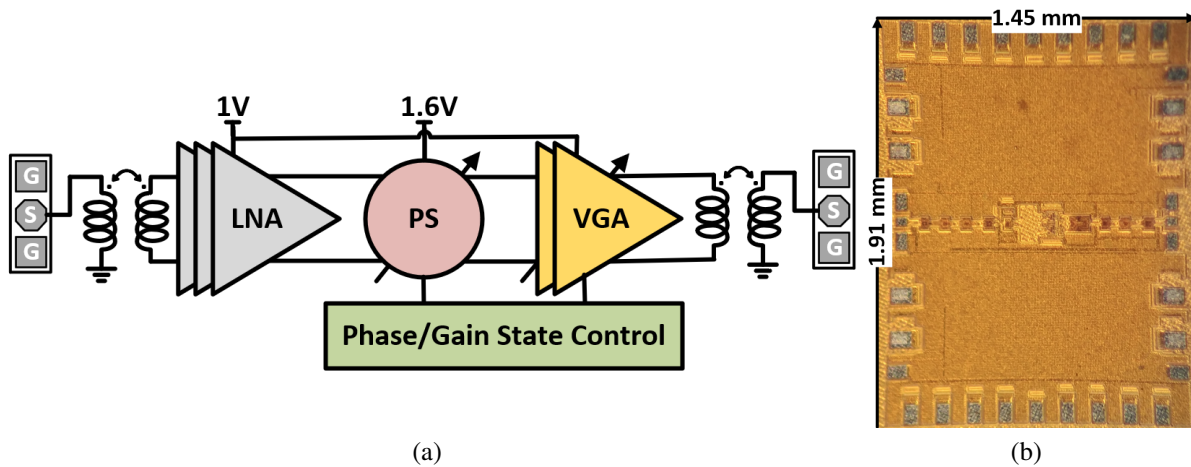 1V
1.6V
G
S
G
LNA
PS
VGA
G
S
G
Phase/Gain State Control
(a)
1.45 mm
1.91 mm
(b)